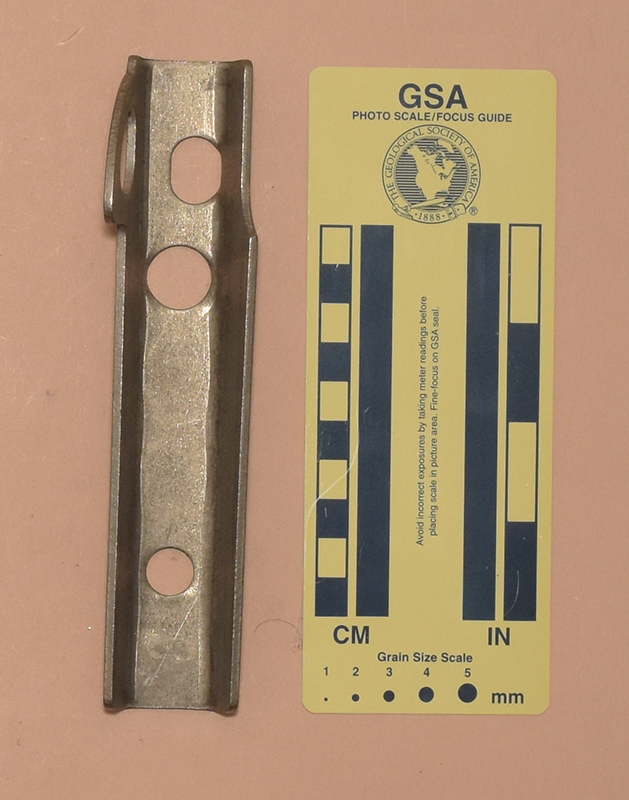 GSA
PHOTO SCALE/FOCUS GUIDE
THE GEOLOGICAL SOCIETY OF AMERICA
1888
®
Avoid incorrect exposures by taking meter readings before
placing scale in picture area. Fine-focus on GSA seal.
CM IN
Grain Size Scale
1 2 3 4 5
mm